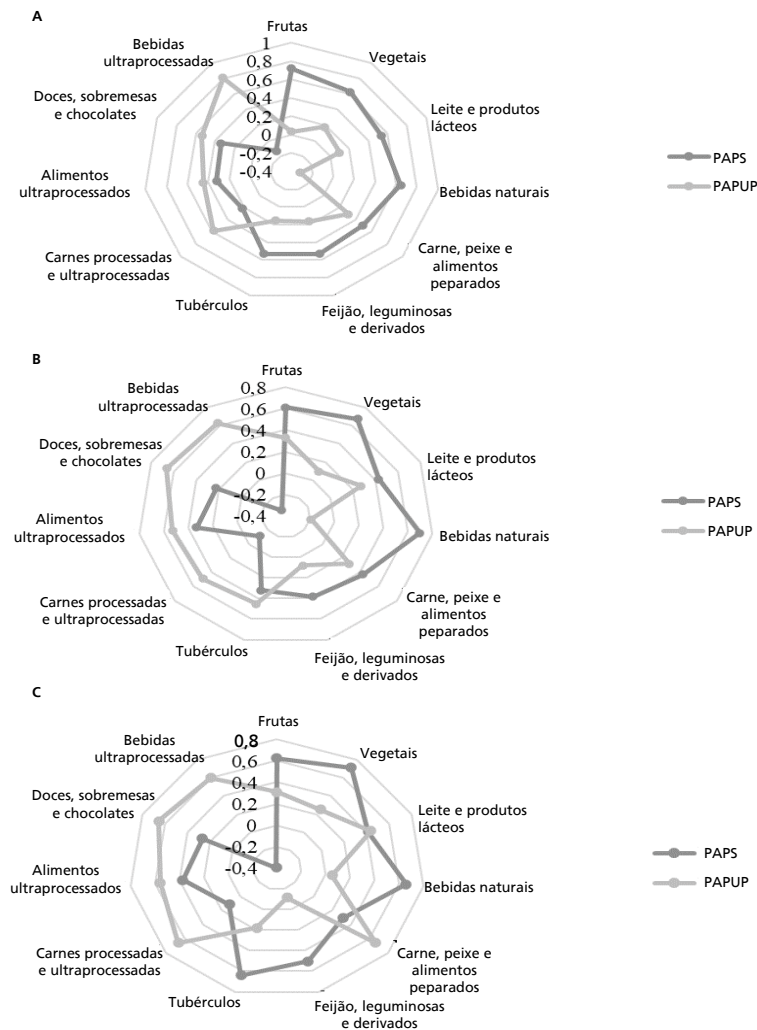 A
Frutas
1
0,8
0,6
0,4
0,2
0
-0,2
-0,4
Vegetais
Leite e produtos
lácteos
Bebidas naturais
Carne, peixe e
alimentos
peparados
Feijão, leguminosas
e derivados
Tubérculos
Carnes processadas
e ultraprocessadas
Alimentos
ultraprocessados
Doces, sobremesas
e chocolates
Bebidas
ultraprocessadas
PAPS
PAPUP
B
Frutas
0,8
0,6
0,4
0,2
0
-0,2
-0,4
Vegetais
Leite e produtos
lácteos
Bebidas naturais
Carne, peixe e
alimentos
peparados
Feijão, leguminosas
e derivados
Tubérculos
Carnes processadas
e ultraprocessadas
Alimentos
ultraprocessados
Doces, sobremesas
e chocolates
Bebidas
ultraprocessadas
PAPS
PAPUP
C
Frutas
0,8
0,6
0,4
0,2
0
-0,2
-0,4
Vegetais
Leite e produtos
lácteos
Bebidas naturais
Carne, peixe e
alimentos
peparados
Feijão, leguminosas
e derivados
Tubérculos
Carnes processadas
e ultraprocessadas
Alimentos
ultraprocessados
Doces, sobremesas
e chocolates
Bebidas
ultraprocessadas
PAPS
PAPUP